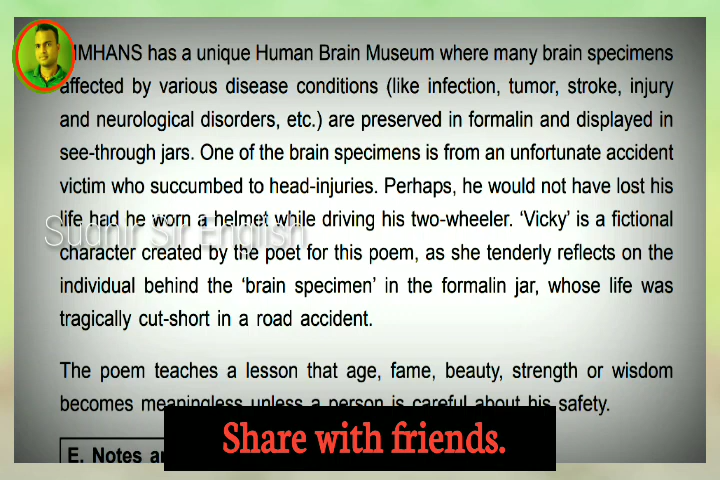 MHANS has a unique Human Brain Museum where many brain specimens
affected by various disease conditions (like infection, tumor, stroke, injury
and neurological disorders, etc.) are preserved in formalin and displayed in
see-through jars. One of the brain specimens is from an unfortunate accident
victim who succumbed to head-injuries. Perhaps, he would not have lost his
life had he worn a helmet while driving his two-wheeler. ‘Vicky’ is a fictional
character created by the poet for this poem, as she tenderly reflects on the
individual behind the ‘brain specimen’ in the formalin jar, whose life was
tragically cut-short in a road accident.
Sudhir Sir English
The poem teaches a lesson that age, fame, beauty, strength or wisdom
becomes meaningless unless a person is careful about his safety.
E. Notes
Share with friends.